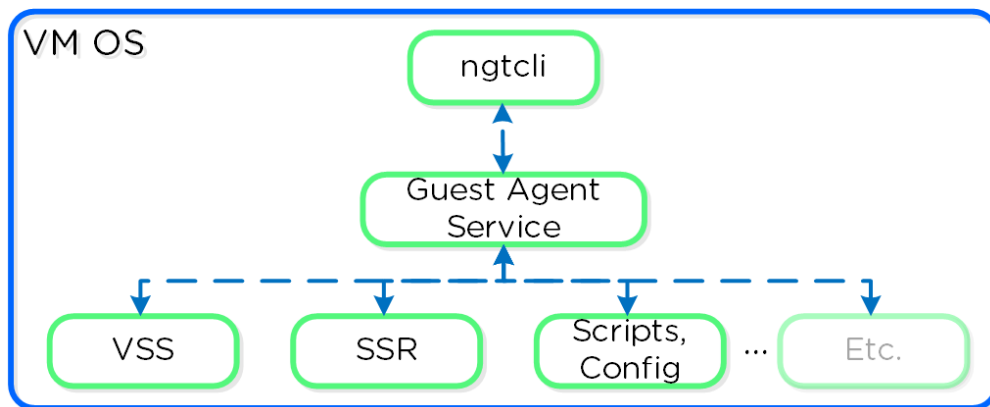 VM OS
ngtcli
Guest Agent
Service
VSS
SSR
Scripts,
Config
...
Etc.